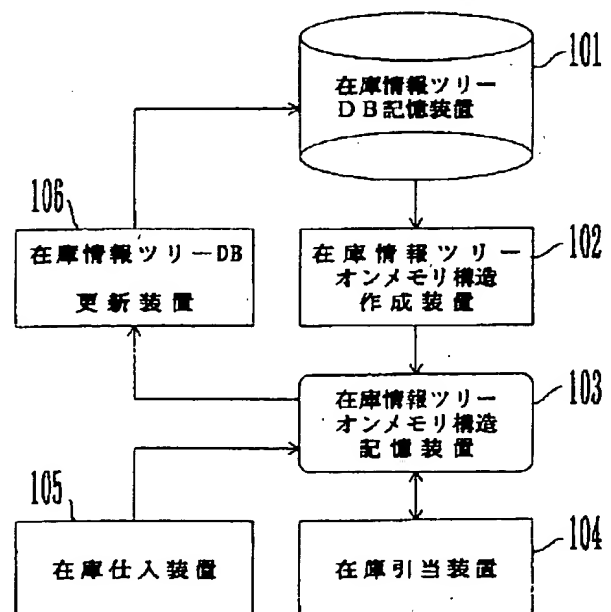 101
在庫情報ツリー
DB記憶装置
106
在庫情報ツリーDB
更新装置
102
在庫情報ツリー
オンメモリ構造
作成装置
103
在庫情報ツリー
オンメモリ構造
記憶装置
105
在庫仕入装置
104
在庫引当装置